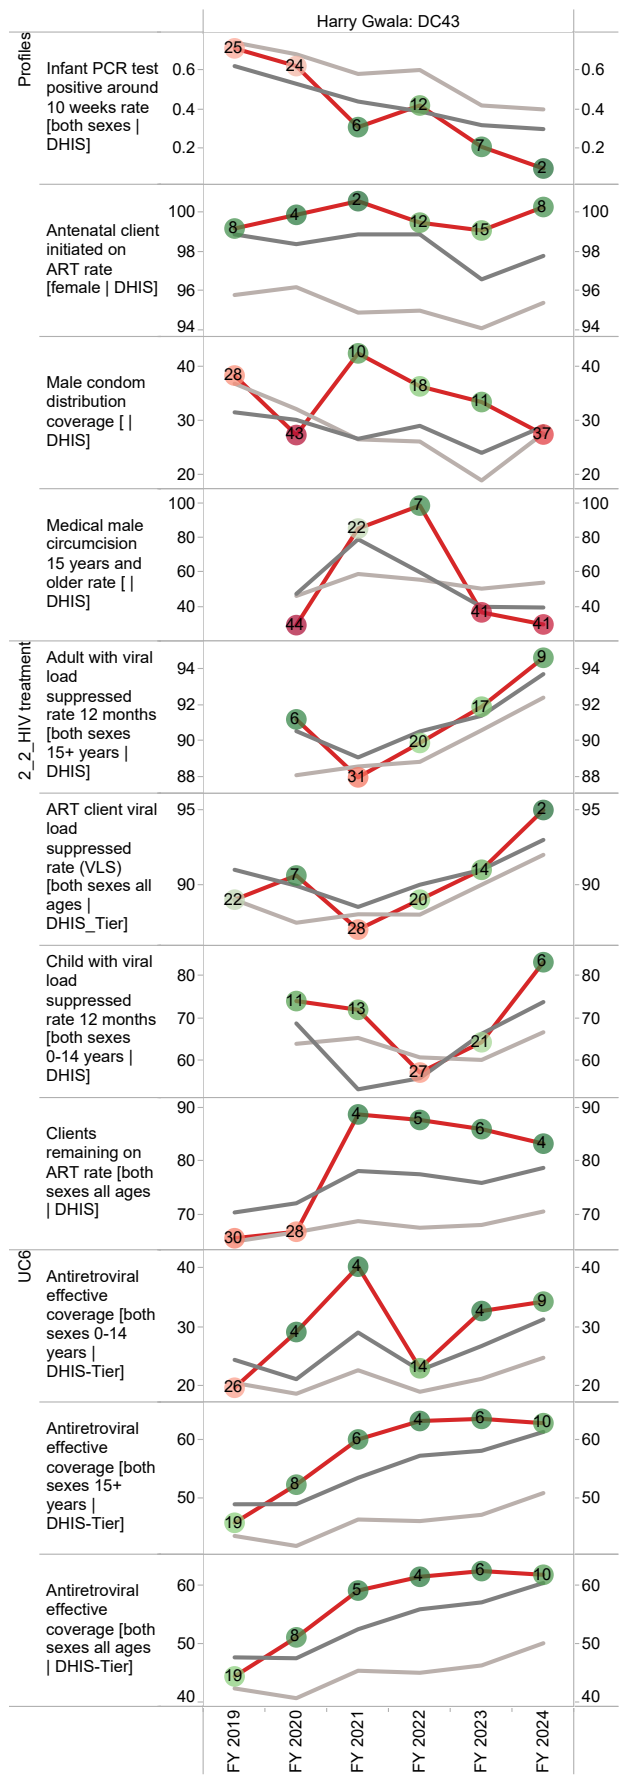 Harry Gwala: DC43
Profiles
Infant PCR test
positive around
10 weeks rate
[both sexes |
DHIS]
0.6
0.4
0.2
25
24
6
12
7
2
0.6
0.4
0.2
Antenatal client
initiated on
ART rate
[female | DHIS]
100
98
96
94
8
4
2
12
15
8
100
98
96
94
Male condom
distribution
coverage [ |
DHIS]
40
30
20
28
43
10
18
11
37
40
30
20
Medical male
circumcision
15 years and
older rate [ |
DHIS]
100
80
60
40
44
22
7
41
41
100
80
60
40
2_2_HIV treatment
Adult with viral
load
suppressed
rate 12 months
[both sexes
15+ years |
DHIS]
94
92
90
88
6
31
20
17
9
94
92
90
88
ART client viral
load
suppressed
rate (VLS)
[both sexes all
ages |
DHIS_Tier]
95
90
22
7
28
20
14
2
95
90
Child with viral
load
suppressed
rate 12 months
[both sexes
0-14 years |
DHIS]
80
70
60
11
13
27
21
6
80
70
60
Clients
remaining on
ART rate [both
sexes all ages
| DHIS]
90
80
70
30
28
4
5
6
4
90
80
70
UC6
Antiretroviral
effective
coverage [both
sexes 0-14
years |
DHIS-Tier]
40
30
20
26
4
4
14
4
9
40
30
20
Antiretroviral
effective
coverage [both
sexes 15+
years |
DHIS-Tier]
60
50
19
8
6
4
6
10
60
50
Antiretroviral
effective
coverage [both
sexes all ages
| DHIS-Tier]
60
50
40
19
8
5
4
6
10
60
50
40
FY 2019
FY 2020
FY 2021
FY 2022
FY 2023
FY 2024